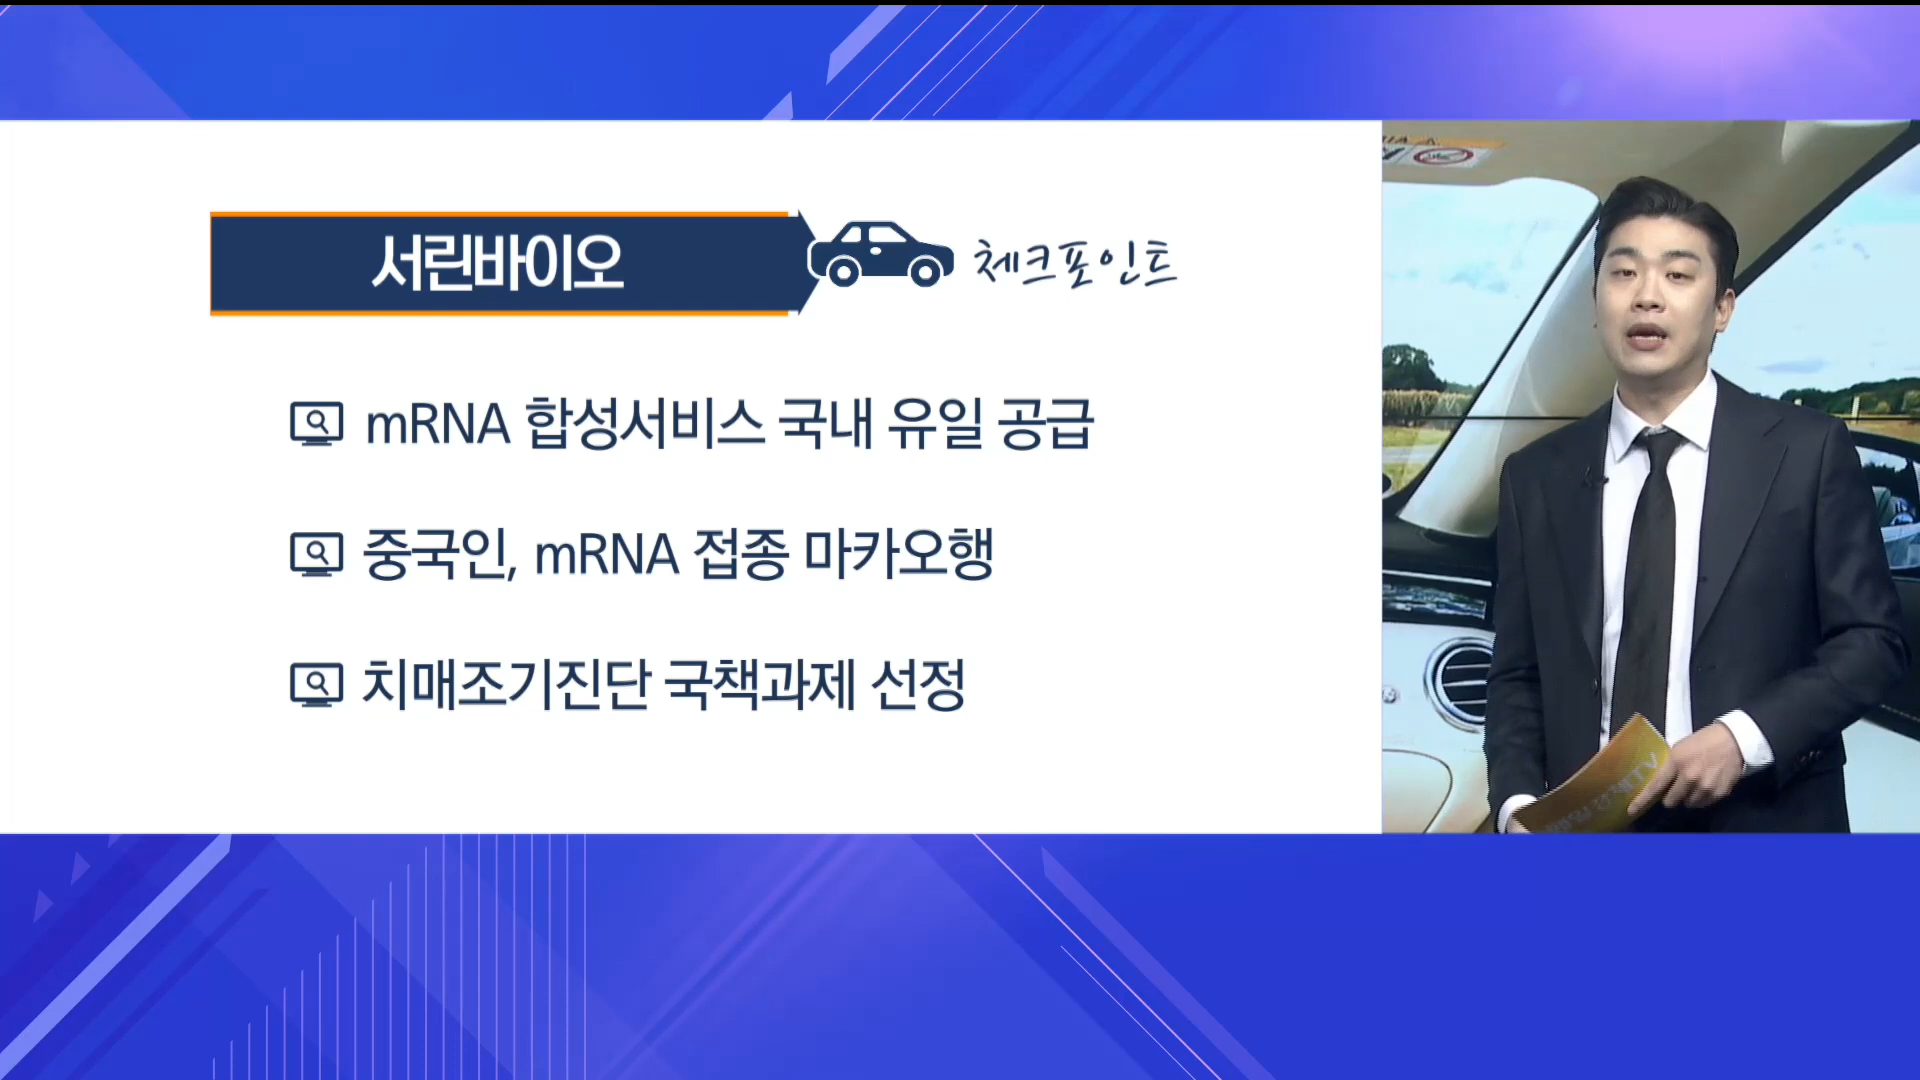 서린바이오
체크포인트
mRNA 합성서비스 국내 유일 공급
중국인, mRNA 접종 마카오행
치매조기진단 국책과제 선정